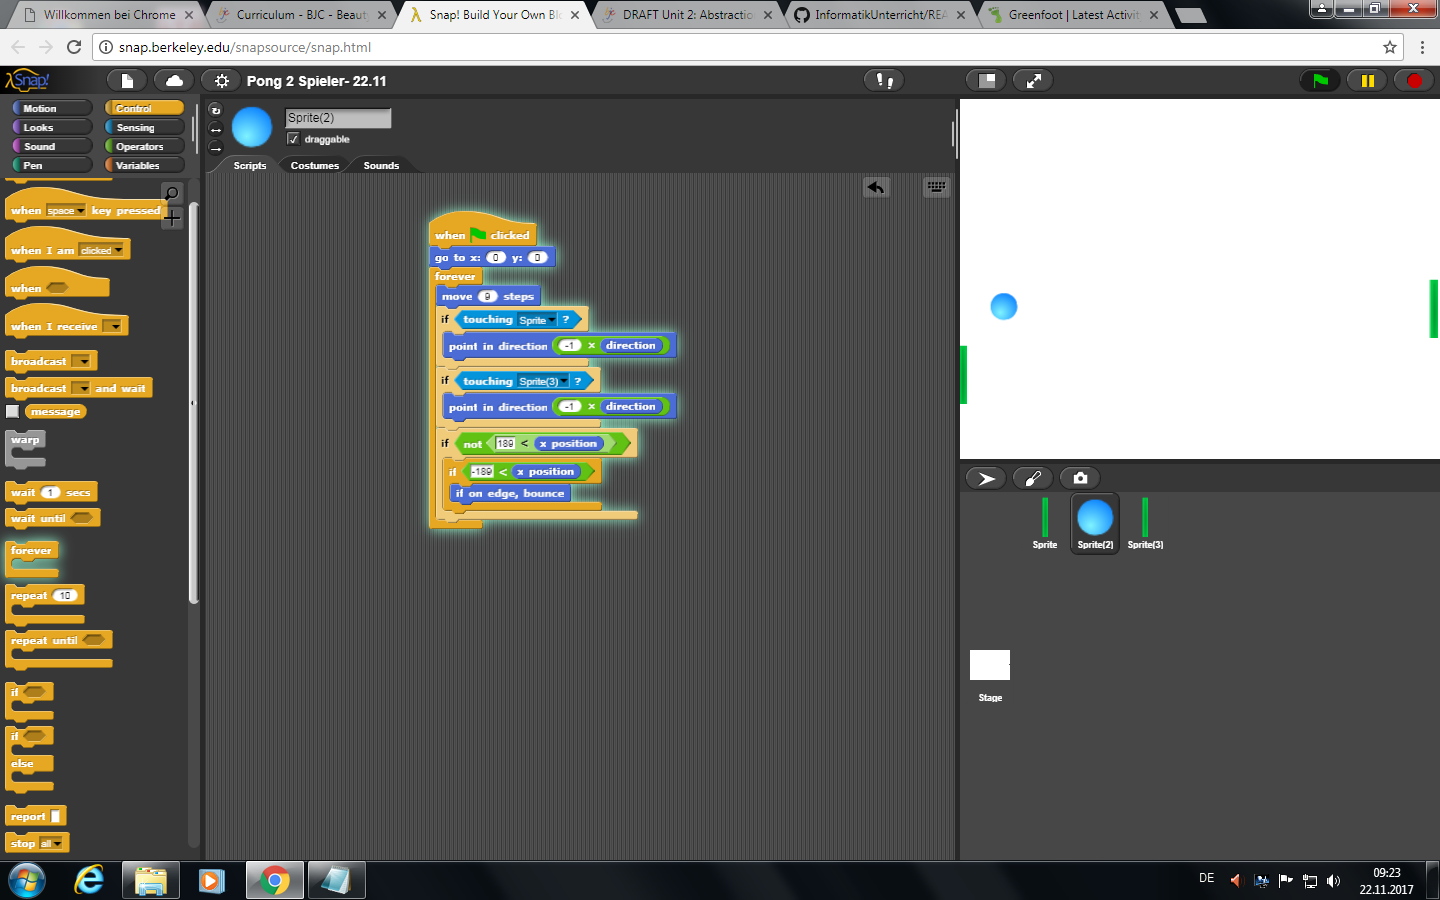 Willkommen bei Chrome
Curriculum - BJC - Beaut
Snap! Build Your Own Bl
DRAFT Unit 2: Abstractio
InformatikUnterricht/REA
Greenfoot | Latest Activit
snap.berkeley.edu/snapsource/snap.html
Snap!
Pong 2 Spieler- 22.11
Motion
Control
Looks
Sensing
Sound
Operators
Pen
Variables
Sprite(2)
draggable
Scripts
Costumes
Sounds
when space key pressed
when I am clicked
when
when I receive
broadcast
broadcast and wait
message
warp
wait 1 secs
wait until
forever
repeat 10
repeat until
if
if
else
report
stop all
when clicked
go to x: 0 y: 0
forever
move 9 steps
if touching Sprite ?
point in direction -1 × direction
if touching Sprite(3) ?
point in direction -1 × direction
if not 189 < x position
if -189 < x position
if on edge, bounce
Sprite
Sprite(2)
Sprite(3)
Stage
DE
09:23
22.11.2017